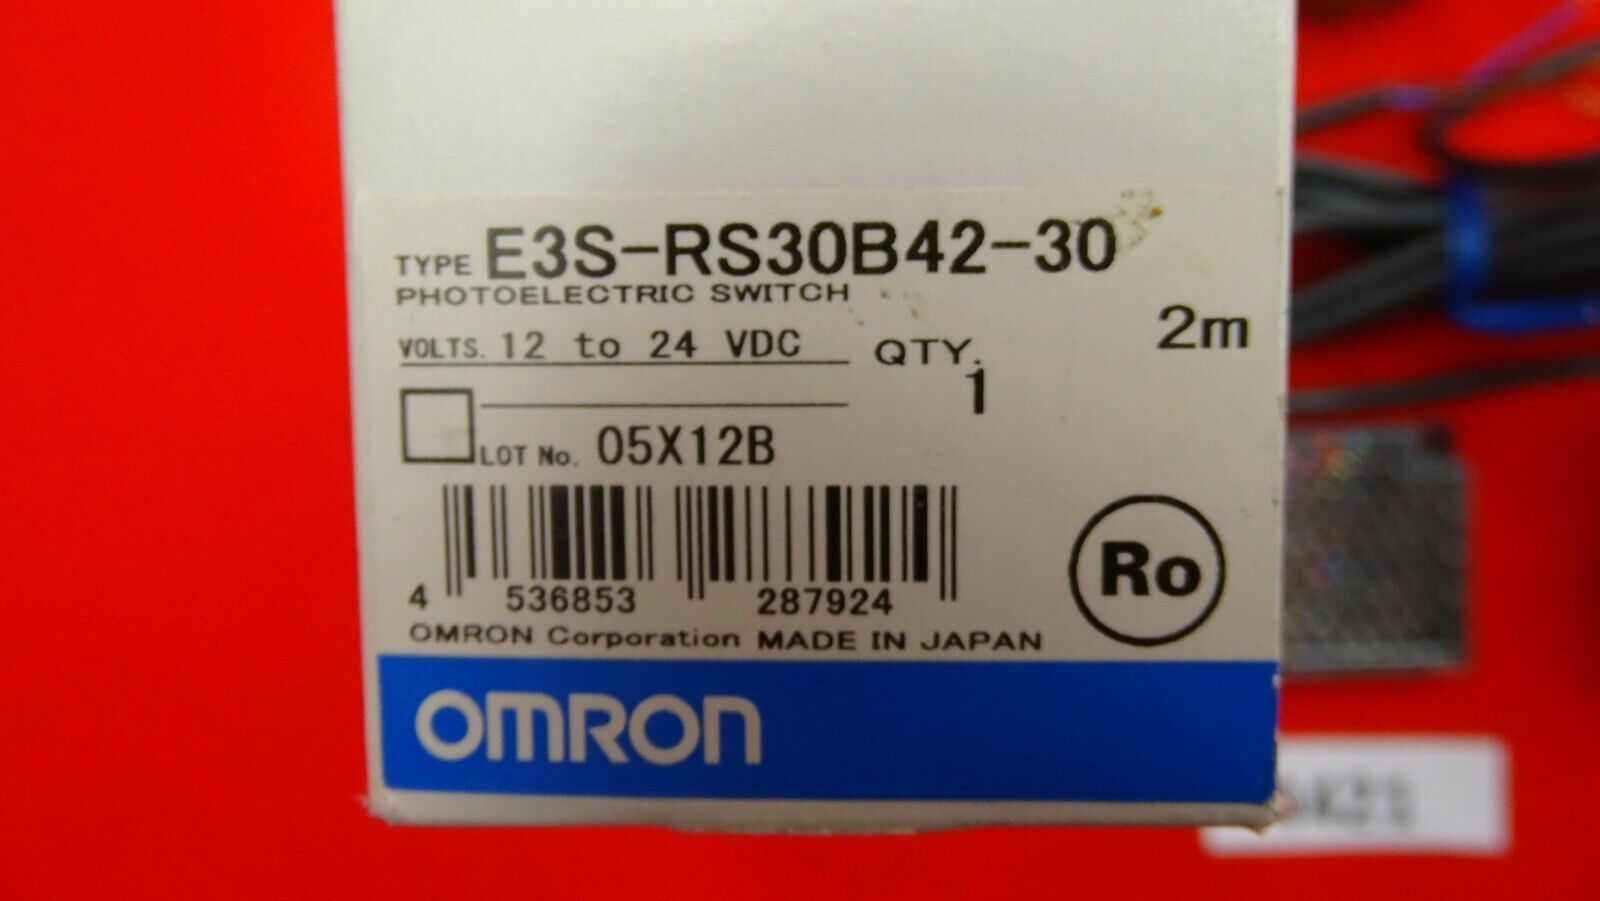 TYPE E3S-RS30B42-30
PHOTOELECTRIC SWITCH
2m
VOLTS. 12 to 24 VDC QTY.
1
LOT No. 05X12B
4 536853 287924
Ro
OMRON Corporation MADE IN JAPAN
OMRON